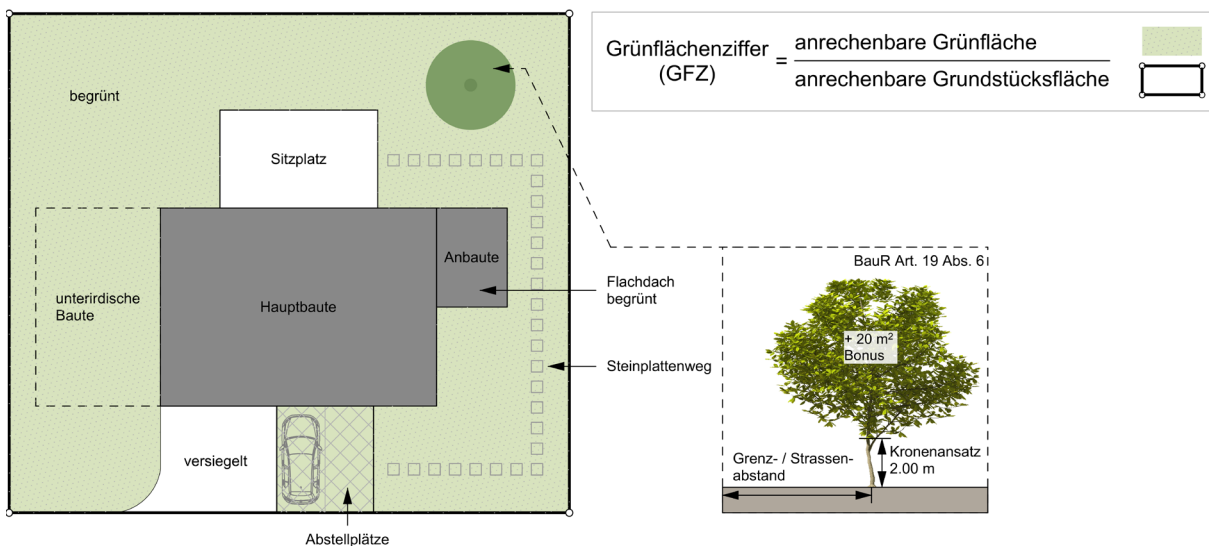 begrünt
Sitzplatz
Anbaute
unterirdische
Baute
Hauptbaute
versiegelt
Abstellplätze
Flachdach
begrünt
Steinplattenweg
Grünflächenziffer
(GFZ)
=
anrechenbare Grünfläche
anrechenbare Grundstücksfläche
BauR Art. 19 Abs. 6
+ 20 m²
Bonus
Grenz- / Strassen-
abstand
Kronenansatz
2.00 m